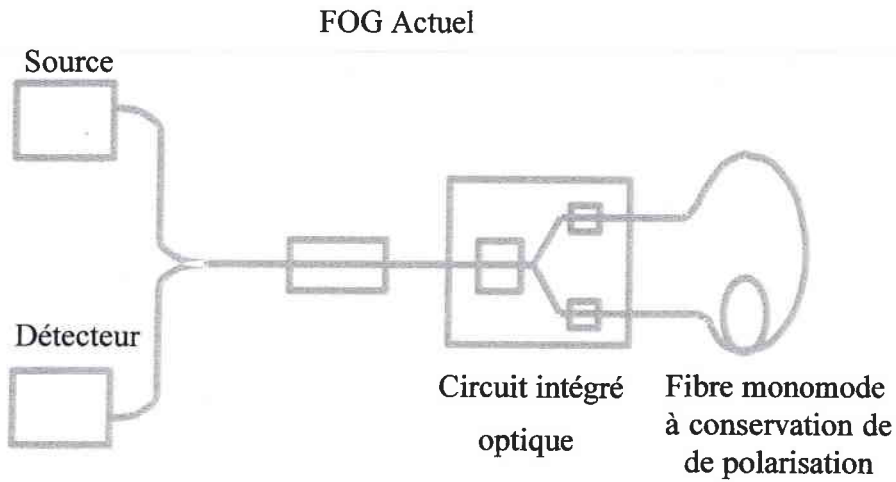 FOG Actuel
Source
Détecteur
Circuit intégré
optique
Fibre monomode
à conservation de
de polarisation